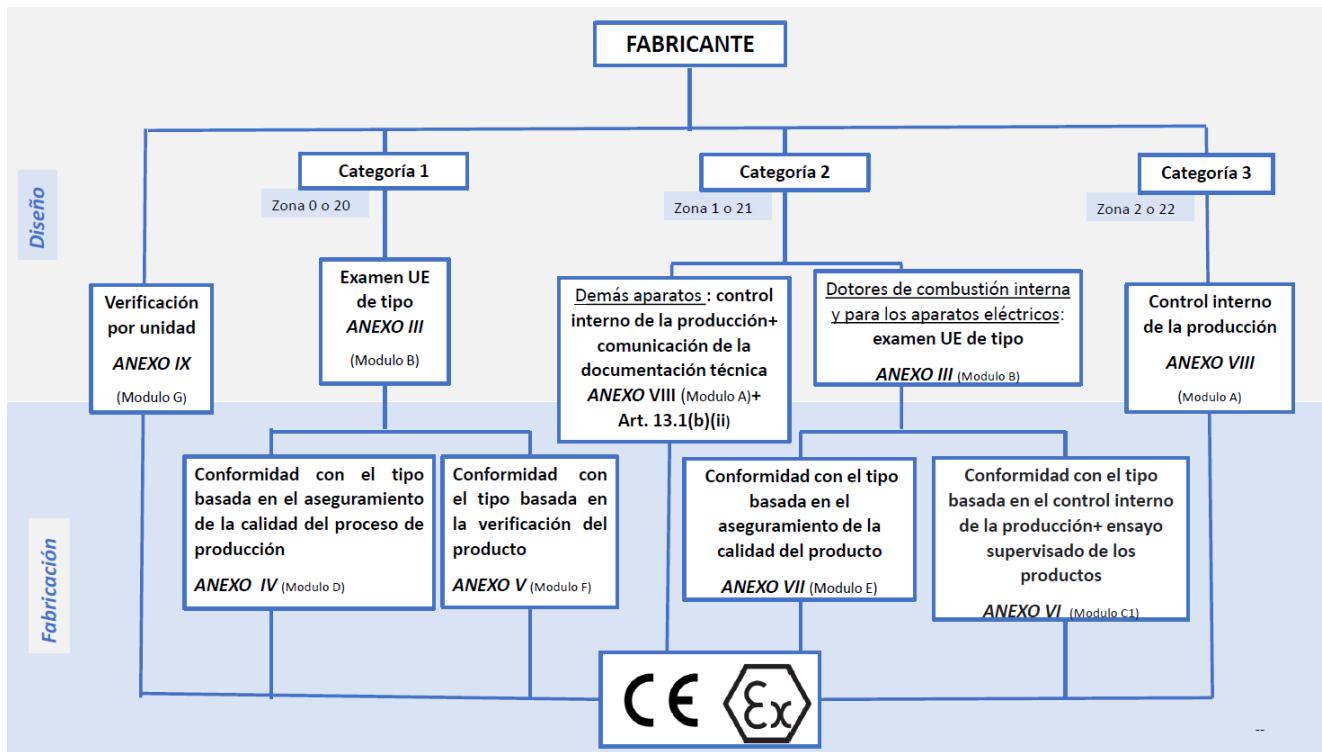 FABRICANTE
Diseño
Categoría 1
Categoría 2
Categoría 3
Zona 0 o 20
Zona 1 o 21
Zona 2 o 22
Verificación
por unidad
ANEXO IX
(Modulo G)
Examen UE
de tipo
ANEXO III
(Modulo B)
Demás aparatos : control
interno de la producción+
comunicación de la
documentación técnica
ANEXO VIII (Modulo A)+
Art. 13.1(b)(ii)
Dotores de combustión interna
y para los aparatos eléctricos:
examen UE de tipo
ANEXO III (Modulo B)
Control interno
de la producción
ANEXO VIII
(Modulo A)
Fabricación
Conformidad con el tipo
basada en el aseguramiento
de la calidad del proceso de
producción
ANEXO IV (Modulo D)
Conformidad con
el tipo basada en
la verificación del
producto
ANEXO V (Modulo F)
Conformidad con el tipo
basada en el
aseguramiento de la
calidad del producto
ANEXO VII (Modulo E)
Conformidad con el tipo
basada en el control interno
de la producción+ ensayo
supervisado de los
productos
ANEXO VI (Modulo C1)
CE Ex
--